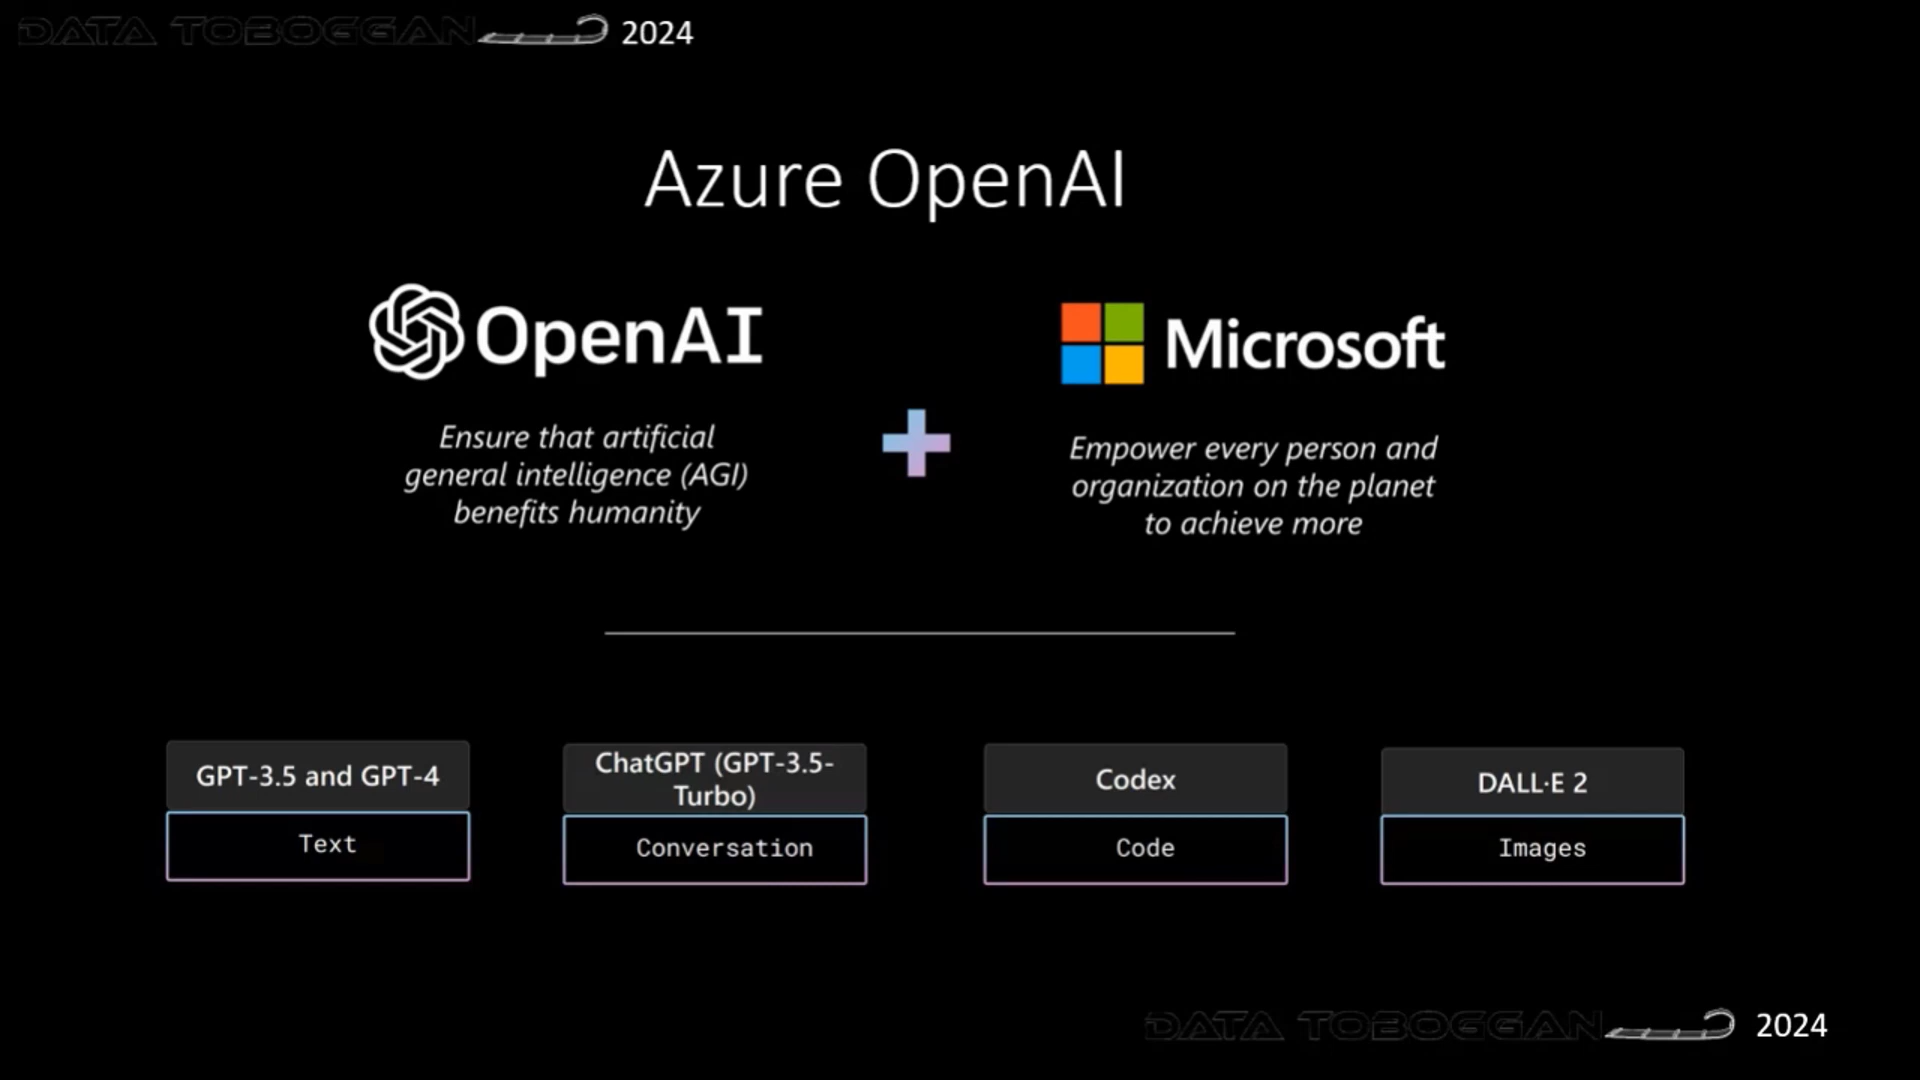 DATA TOBOGGAN 2024
Azure OpenAI
OpenAI
Ensure that artificial
general intelligence (AGI)
benefits humanity
Microsoft
Empower every person and
organization on the planet
to achieve more
GPT-3.5 and GPT-4
Text
ChatGPT (GPT-3.5-
Turbo)
Conversation
Codex
Code
DALL·E 2
Images
DATA TOBOGGAN 2024